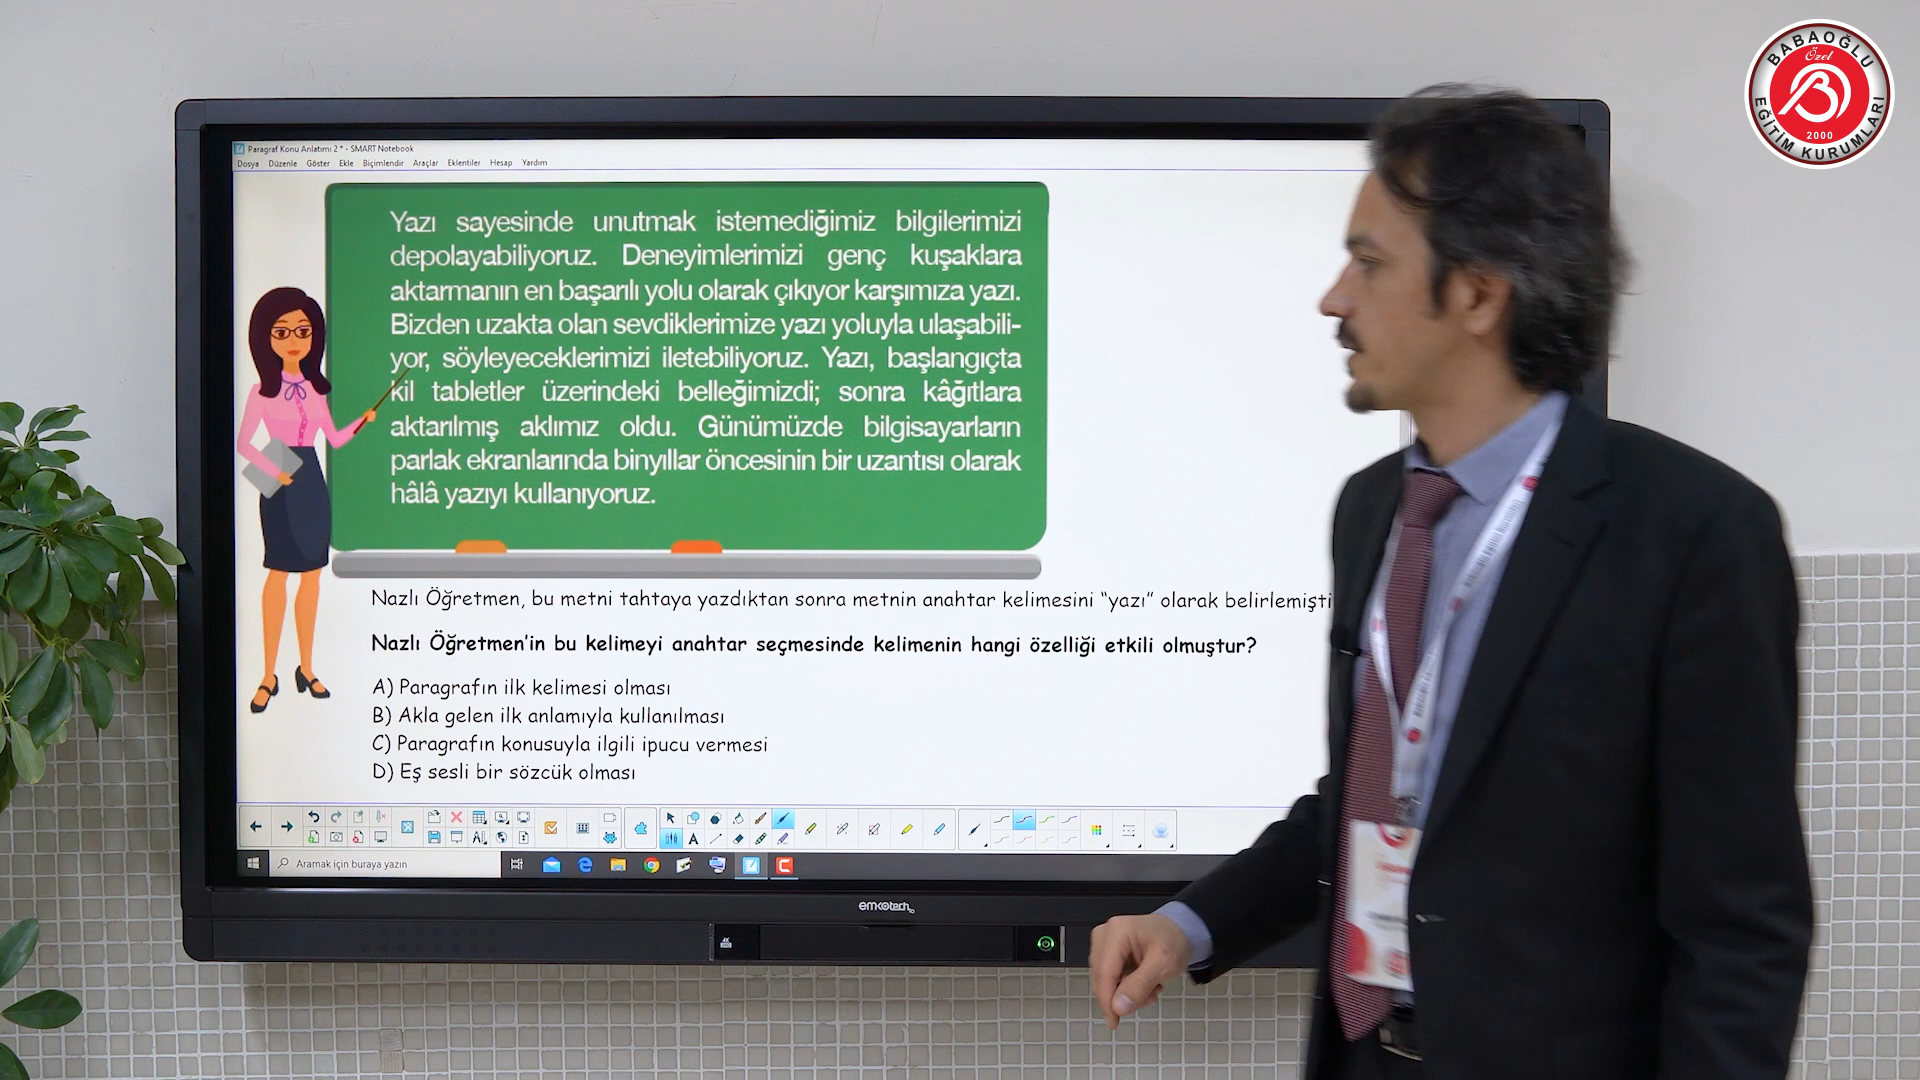 BABAOĞLU
Özel
B
2000
EĞİTİM KURUMLARI
Paragraf Konu Anlatımı 2 * - SMART Notebook
Dosya Düzenle Göster Ekle Biçimlendir Araçlar Eklentiler Hesap Yardım
Yazı sayesinde unutmak istemediğimiz bilgilerimizi
depolayabiliyoruz. Deneyimlerimizi genç kuşaklara
aktarmanın en başarılı yolu olarak çıkıyor karşımıza yazı.
Bizden uzakta olan sevdiklerimize yazı yoluyla ulaşabili-
yor, söyleyeceklerimizi iletebiliyoruz. Yazı, başlangıçta
kil tabletler üzerindeki belleğimizdi; sonra kâğıtlara
aktarılmış aklımız oldu. Günümüzde bilgisayarların
parlak ekranlarında binyıllar öncesinin bir uzantısı olarak
hâlâ yazıyı kullanıyoruz.
Nazlı Öğretmen, bu metni tahtaya yazdıktan sonra metnin anahtar kelimesini “yazı” olarak belirlemişti
Nazlı Öğretmen’in bu kelimeyi anahtar seçmesinde kelimenin hangi özelliği etkili olmuştur?
A) Paragrafın ilk kelimesi olması
B) Akla gelen ilk anlamıyla kullanılması
C) Paragrafın konusuyla ilgili ipucu vermesi
D) Eş sesli bir sözcük olması
Aramak için buraya yazın
emkotech